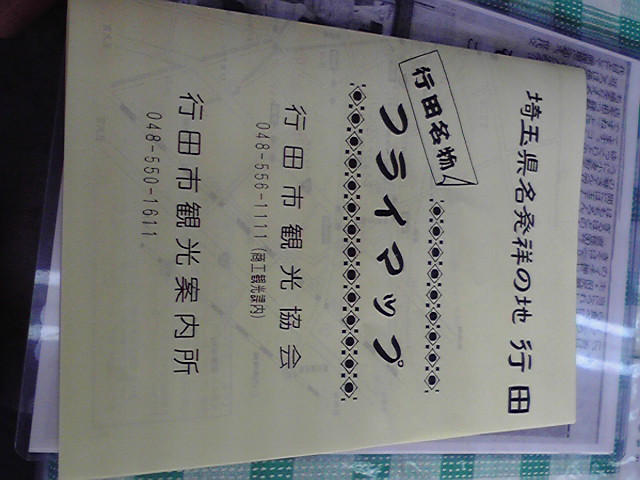 埼玉県名発祥の地 行田
行田名物
フライマップ
行田市観光協会
048-556-1111 (商工観光課内)
行田市観光案内所
048-550-1611